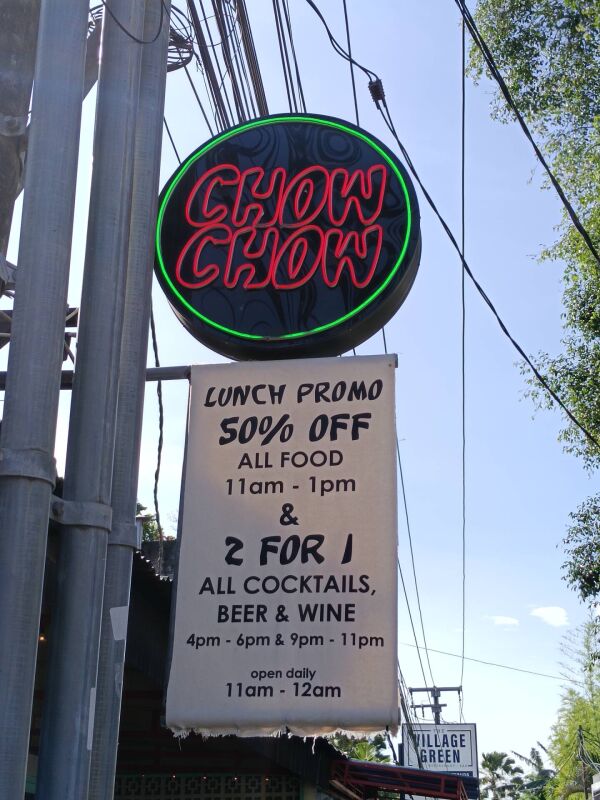 CHOW
CHOW
LUNCH PROMO
50% OFF
ALL FOOD
11am - 1pm
&
2 FOR 1
ALL COCKTAILS,
BEER & WINE
4pm - 6pm & 9pm - 11pm
open daily
11am - 12am
THE
VILLAGE
GREEN